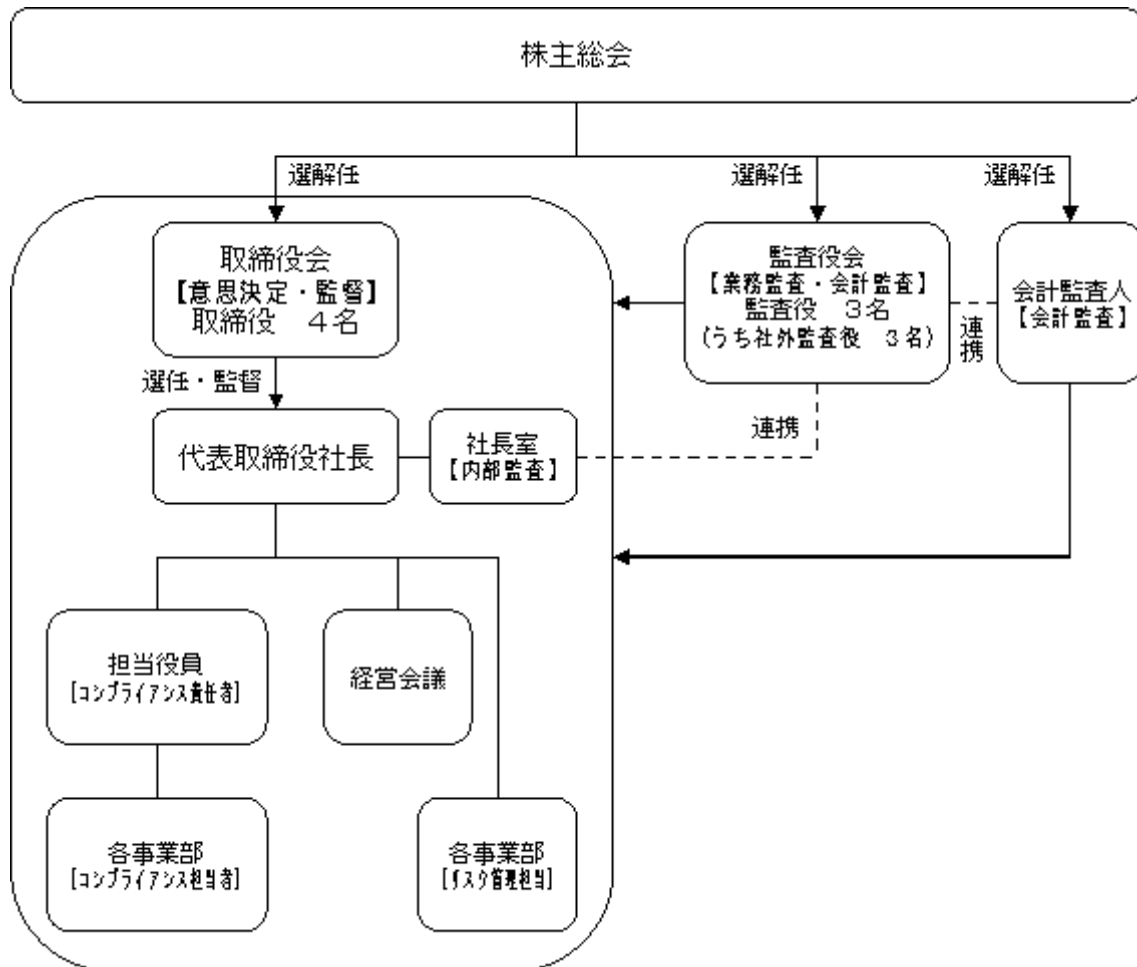 株主総会
選解任
選解任
選解任
取締役会
【意思決定・監督】
取締役　4名
監査役会
【業務監査・会計監査】
監査役　3名
(うち社外監査役　3名)
会計監査人
【会計監査】
連携
選任・監督
代表取締役社長
社長室
【内部監査】
連携
担当役員
[コンプライアンス責任者]
経営会議
各事業部
[コンプライアンス担当者]
各事業部
[リスク管理担当]